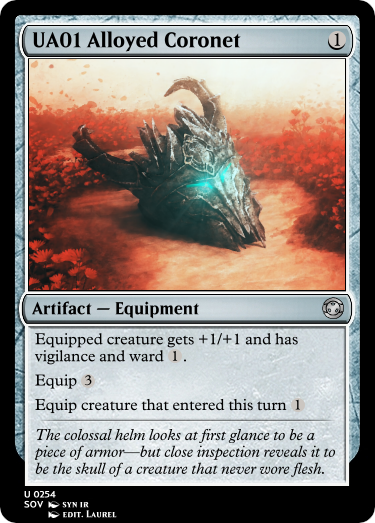 UA01 Alloyed Coronet 1
Artifact — Equipment
Equipped creature gets +1/+1 and has
vigilance and ward 1.
Equip 3
Equip creature that entered this turn 1
The colossal helm looks at first glance to be a
piece of armor—but close inspection reveals it to
be the skull of a creature that never wore flesh.
U 0254
SOV SYN IR
EDIT. LAUREL